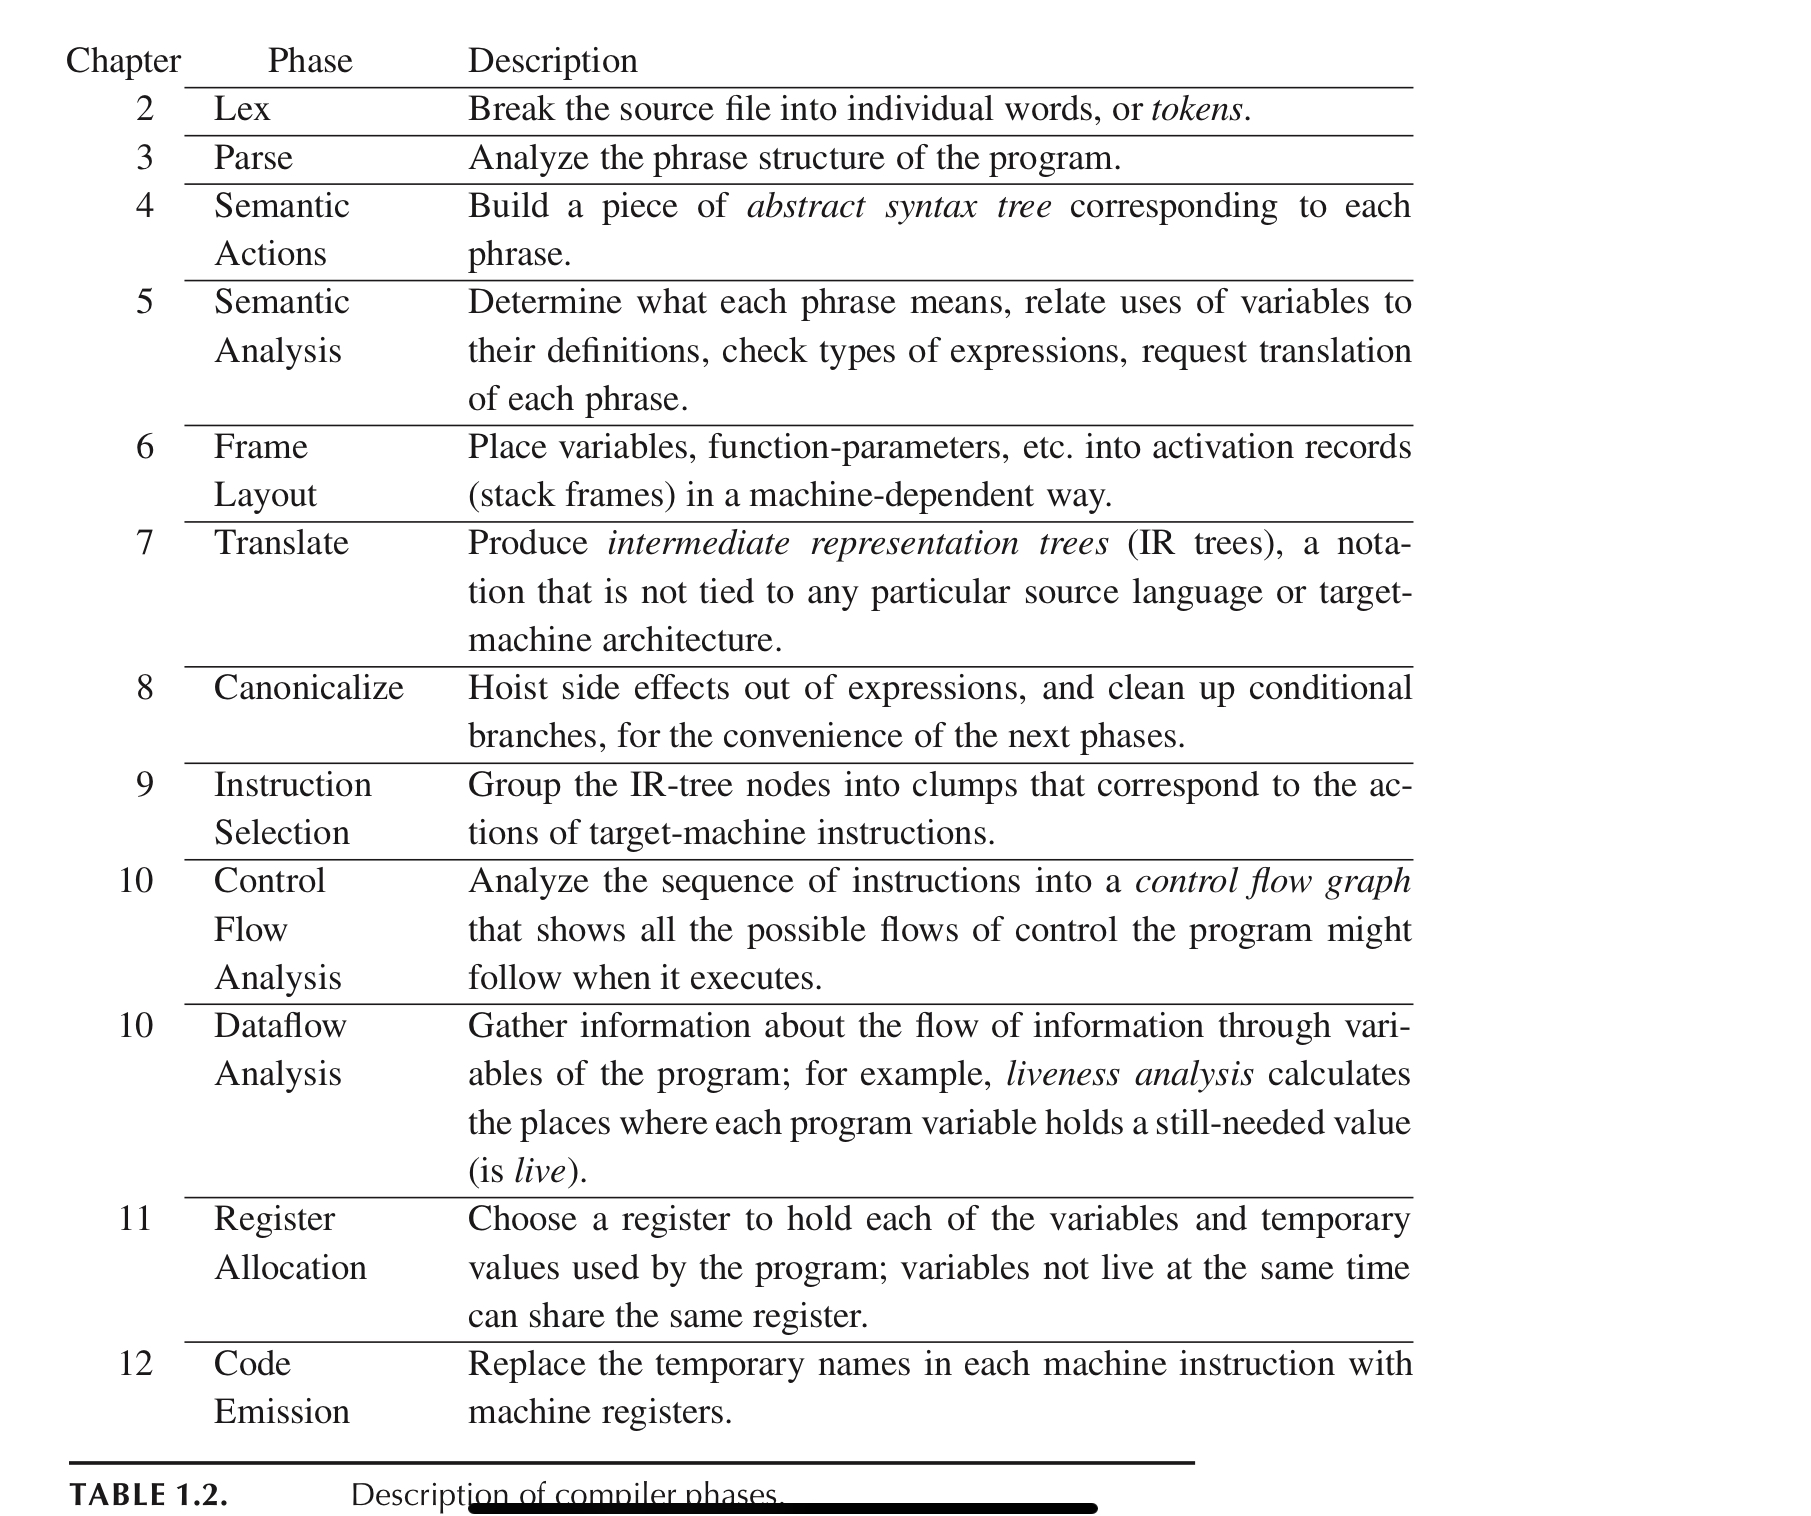 Chapter Phase Description
2 Lex Break the source file into individual words, or tokens.
3 Parse Analyze the phrase structure of the program.
4 Semantic Build a piece of abstract syntax tree corresponding to each
Actions phrase.
5 Semantic Determine what each phrase means, relate uses of variables to
Analysis their definitions, check types of expressions, request translation
of each phrase.
6 Frame Place variables, function-parameters, etc. into activation records
Layout (stack frames) in a machine-dependent way.
7 Translate Produce intermediate representation trees (IR trees), a nota-
tion that is not tied to any particular source language or target-
machine architecture.
8 Canonicalize Hoist side effects out of expressions, and clean up conditional
branches, for the convenience of the next phases.
9 Instruction Group the IR-tree nodes into clumps that correspond to the ac-
Selection tions of target-machine instructions.
10 Control Analyze the sequence of instructions into a control flow graph
Flow that shows all the possible flows of control the program might
Analysis follow when it executes.
10 Dataflow Gather information about the flow of information through vari-
Analysis ables of the program; for example, liveness analysis calculates
the places where each program variable holds a still-needed value
(is live).
11 Register Choose a register to hold each of the variables and temporary
Allocation values used by the program; variables not live at the same time
can share the same register.
12 Code Replace the temporary names in each machine instruction with
Emission machine registers.
TABLE 1.2. Description of compiler phases.